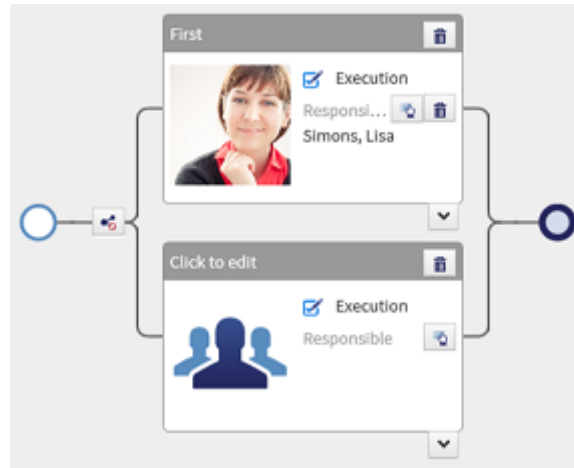 First
Execution
Responsi...
Simons, Lisa
Click to edit
Execution
Responsible